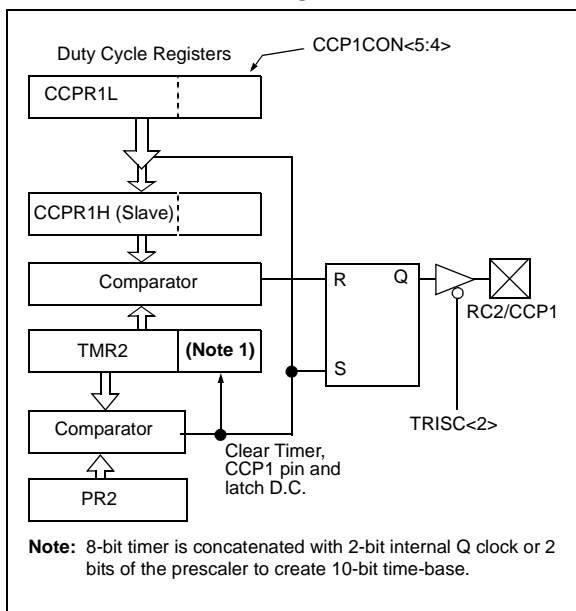 Duty Cycle Registers
CCP1CON<5:4>
CCPR1L
CCPR1H (Slave)
Comparator
R
Q
RC2/CCP1
TMR2
(Note 1)
S
TRISC<2>
Comparator
Clear Timer,
CCP1 pin and
latch D.C.
PR2
Note: 8-bit timer is concatenated with 2-bit internal Q clock or 2
bits of the prescaler to create 10-bit time-base.